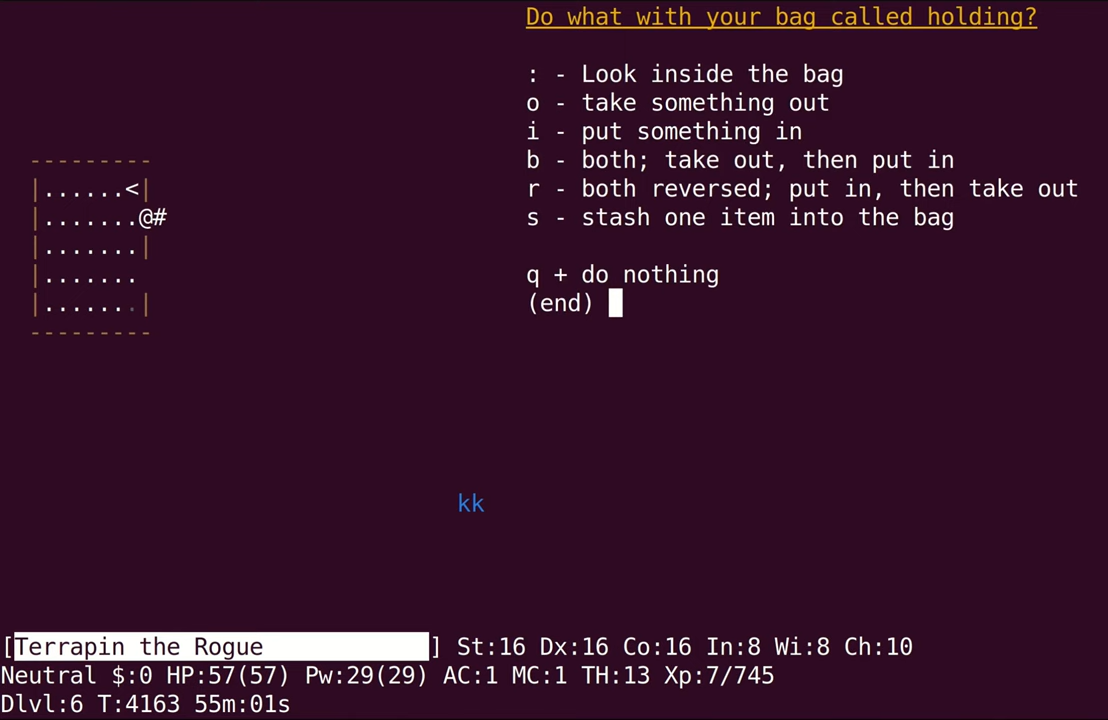 Do what with your bag called holding?
: - Look inside the bag
o - take something out
i - put something in
b - both; take out, then put in
r - both reversed; put in, then take out
s - stash one item into the bag
q + do nothing
(end)
---------
|......<|
|.......@#
|.......|
|.......
|.......|
---------
kk
[Terrapin the Rogue ] St:16 Dx:16 Co:16 In:8 Wi:8 Ch:10
Neutral $:0 HP:57(57) Pw:29(29) AC:1 MC:1 TH:13 Xp:7/745
Dlvl:6 T:4163 55m:01s